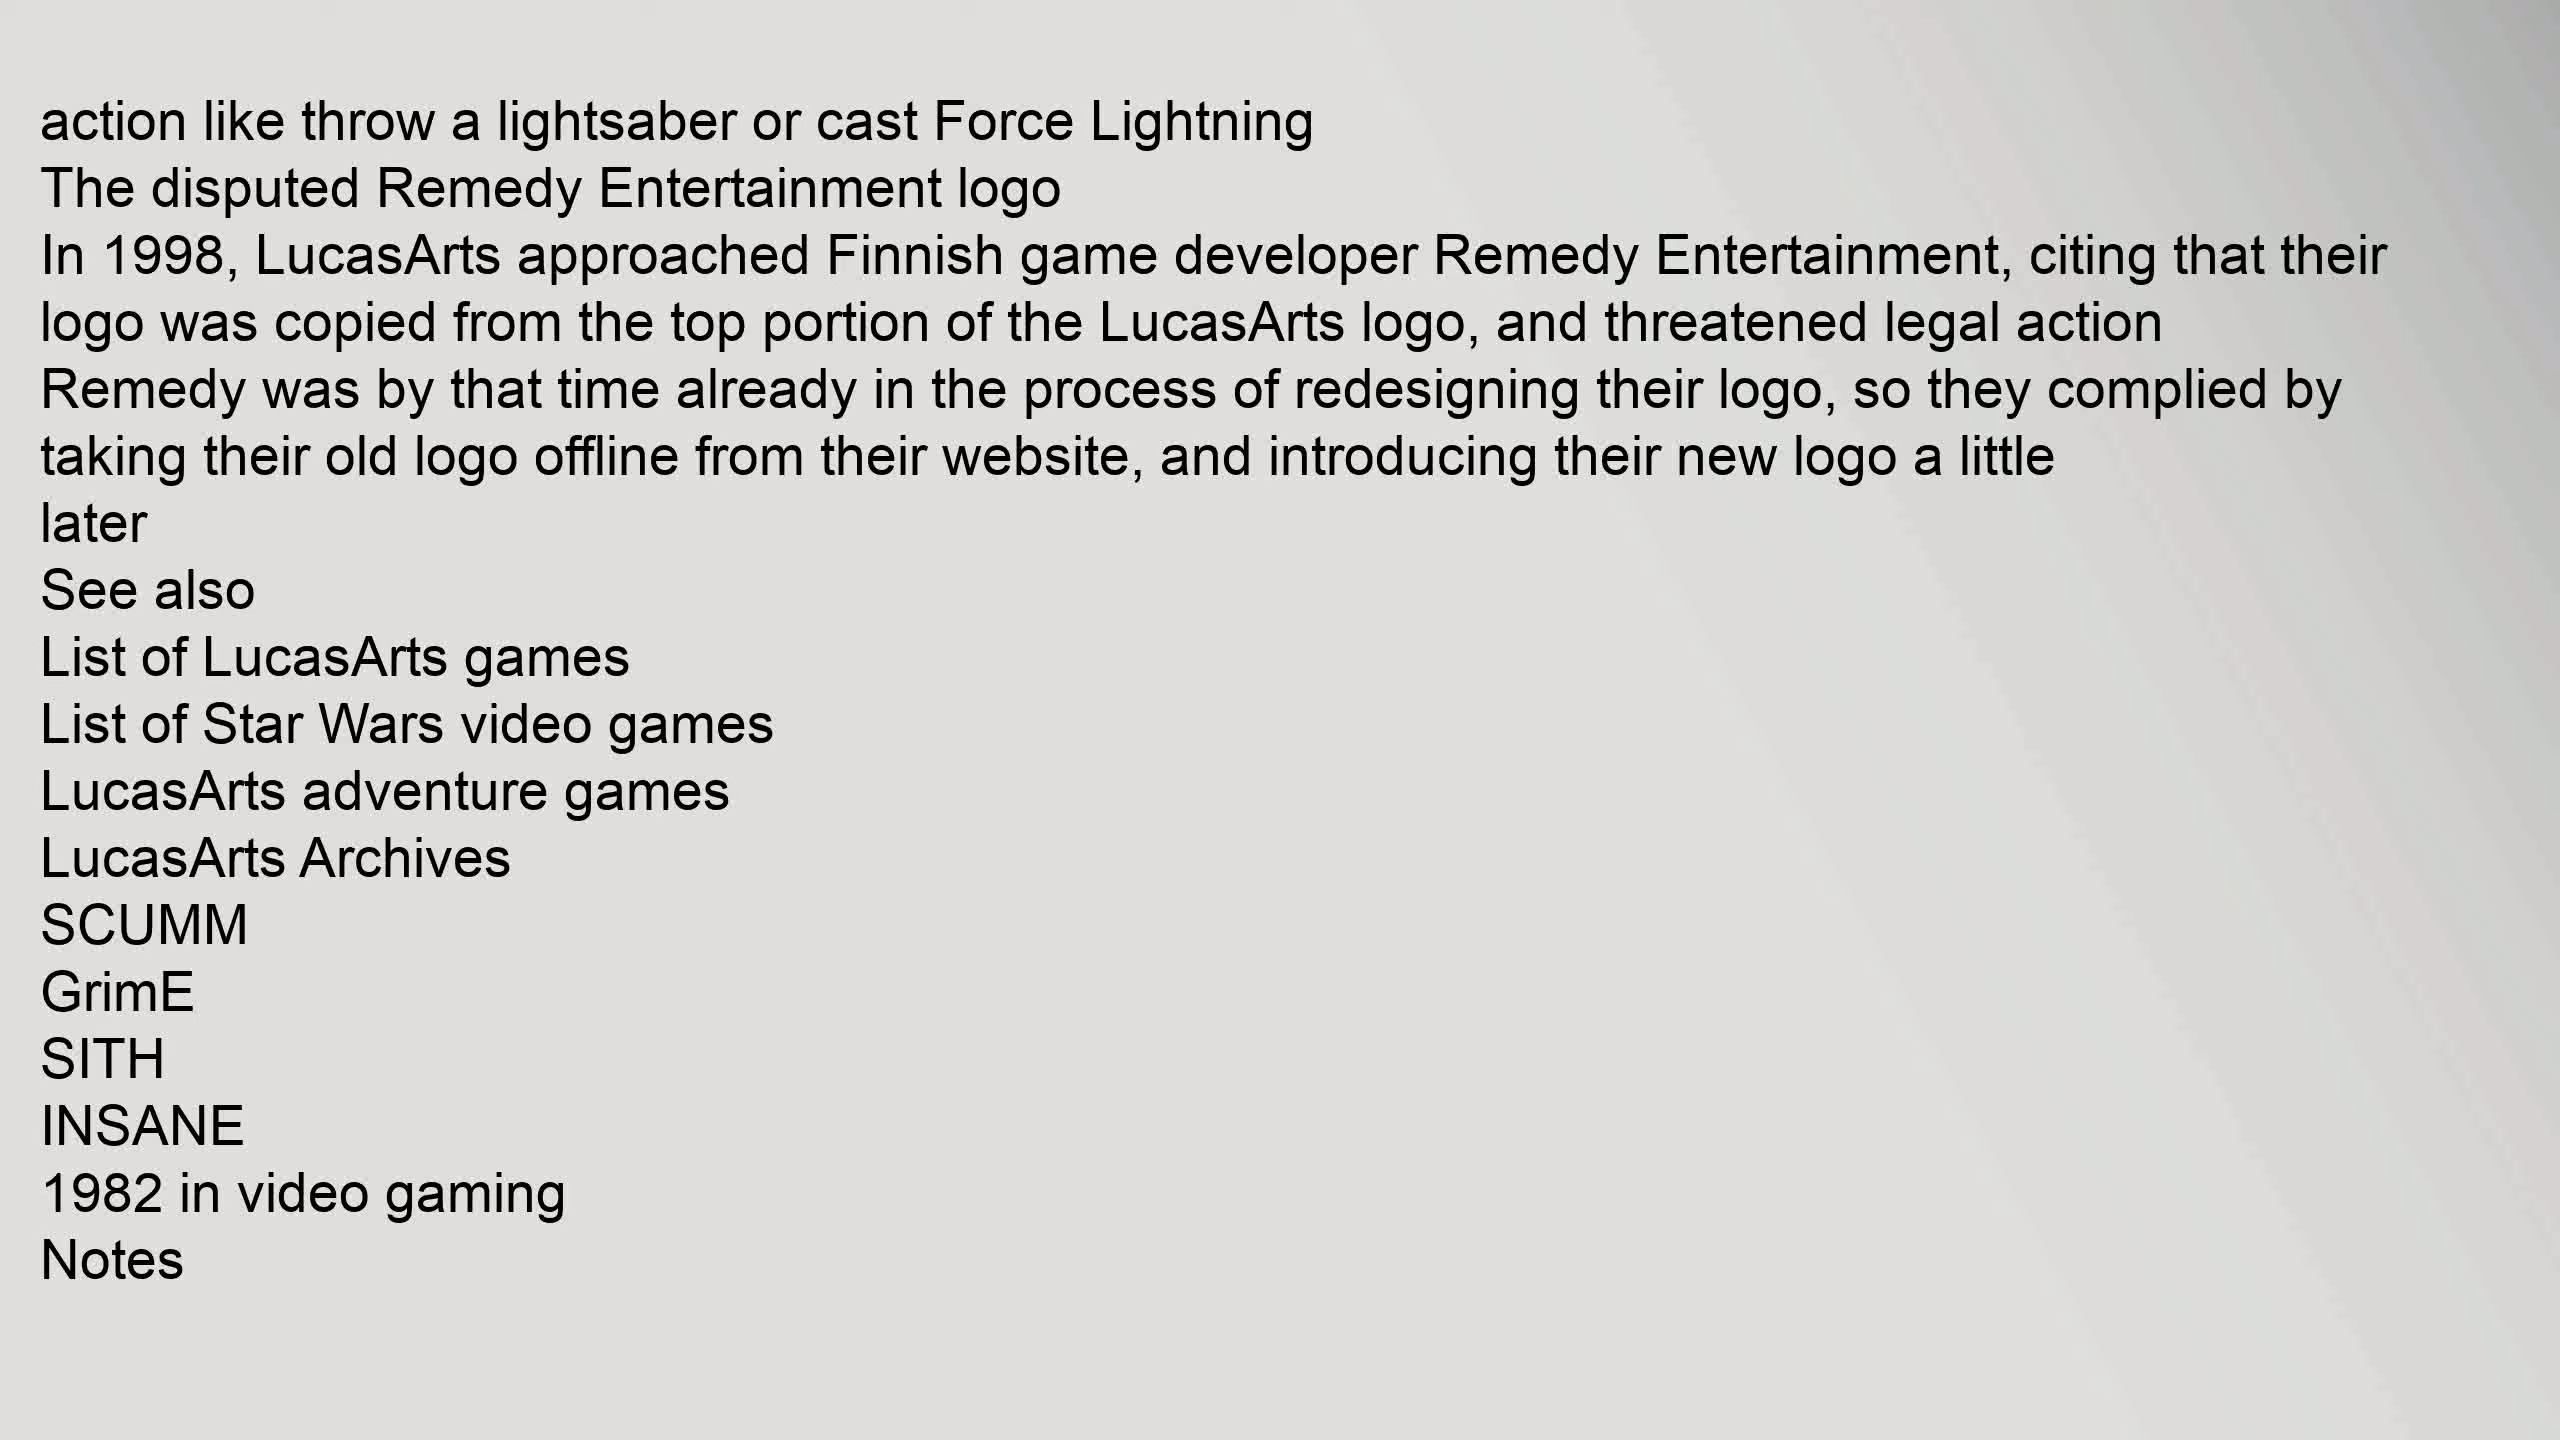 action like throw a lightsaber or cast Force Lightning
The disputed Remedy Entertainment logo
In 1998, LucasArts approached Finnish game developer Remedy Entertainment, citing that their
logo was copied from the top portion of the LucasArts logo, and threatened legal action
Remedy was by that time already in the process of redesigning their logo, so they complied by
taking their old logo offline from their website, and introducing their new logo a little
later
See also
List of LucasArts games
List of Star Wars video games
LucasArts adventure games
LucasArts Archives
SCUMM
GrimE
SITH
INSANE
1982 in video gaming
Notes